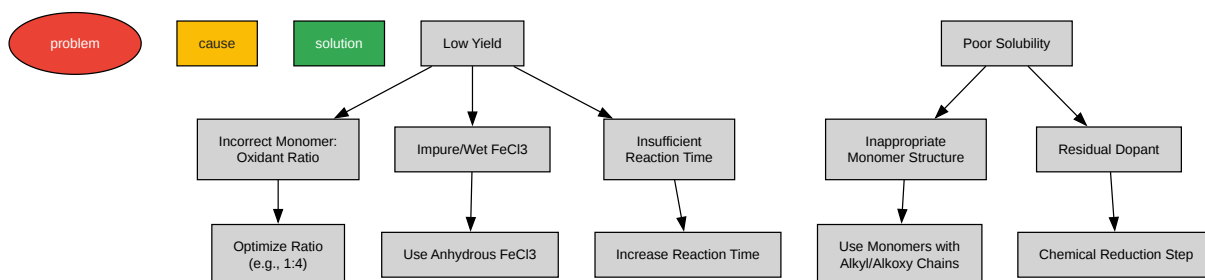 problem
cause
solution
Low Yield
Poor Solubility
Incorrect Monomer:
Oxidant Ratio
Impure/Wet FeCl3
Insufficient
Reaction Time
Inappropriate
Monomer Structure
Residual Dopant
Optimize Ratio
(e.g., 1:4)
Use Anhydrous FeCl3
Increase Reaction Time
Use Monomers with
Alkyl/Alkoxy Chains
Chemical Reduction Step